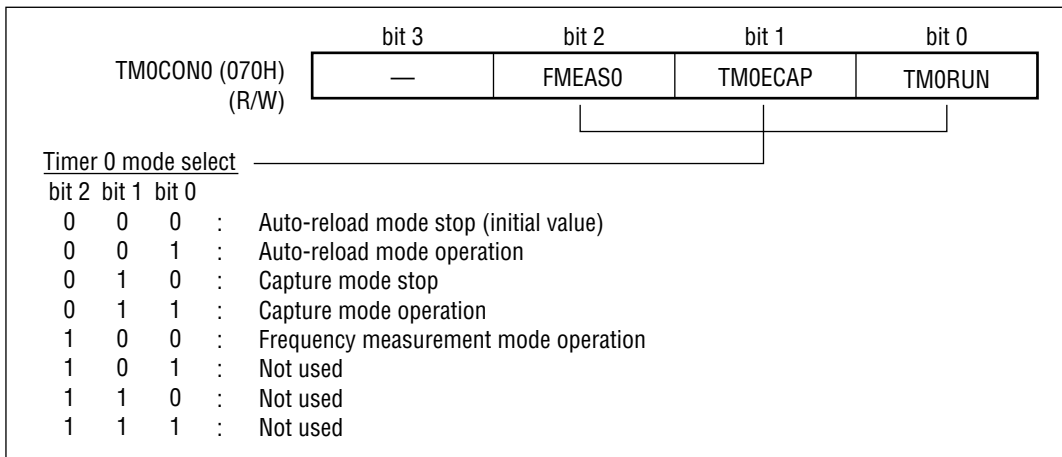 bit 3 bit 2 bit 1 bit 0
TM0CON0 (070H) — FMEAS0 TM0ECAP TM0RUN
(R/W)
Timer 0 mode select
bit 2 bit 1 bit 0
0 0 0 : Auto-reload mode stop (initial value)
0 0 1 : Auto-reload mode operation
0 1 0 : Capture mode stop
0 1 1 : Capture mode operation
1 0 0 : Frequency measurement mode operation
1 0 1 : Not used
1 1 0 : Not used
1 1 1 : Not used